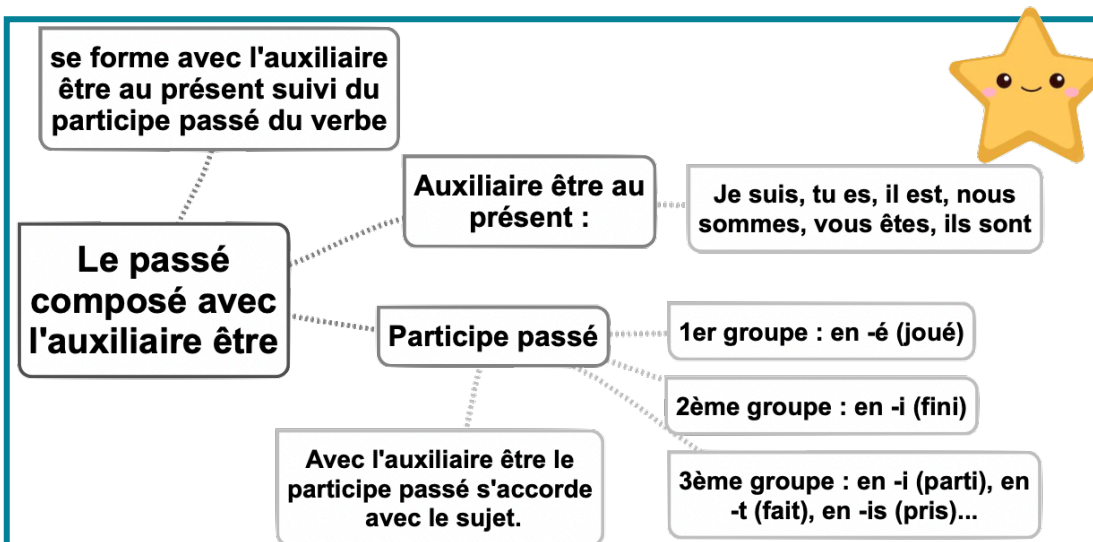 se forme avec l'auxiliaire
être au présent suivi du
participe passé du verbe
Auxiliaire être au
présent :
Je suis, tu es, il est, nous
sommes, vous êtes, ils sont
Le passé
composé avec
l'auxiliaire être
Participe passé
1er groupe : en -é (joué)
2ème groupe : en -i (fini)
3ème groupe : en -i (parti), en
-t (fait), en -is (pris)...
Avec l'auxiliaire être le
participe passé s'accorde
avec le sujet.